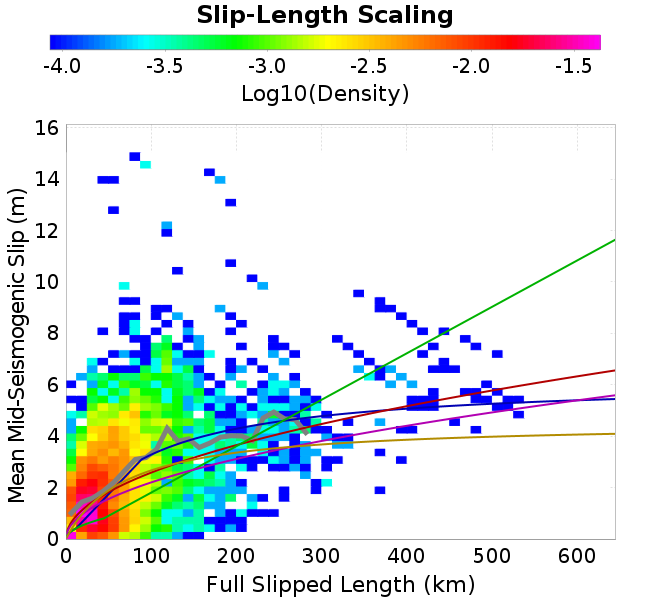 Slip-Length Scaling
-4.0 -3.5 -3.0 -2.5 -2.0 -1.5
Log10(Density)
16
14
12
10
8
6
4
2
0
Mean Mid-Seismogenic Slip (m)
0 100 200 300 400 500 600
Full Slipped Length (km)